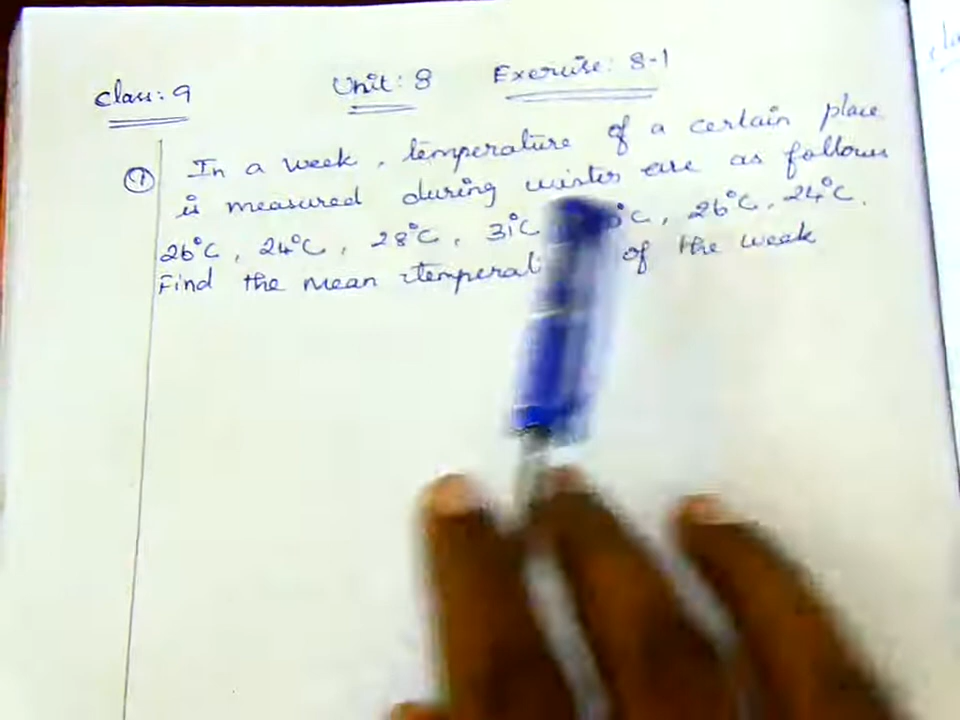 Class: 9 Unit: 8 Exercise: 8-1
① In a week, temperature of a certain place
is measured during winter are as follows
26°C, 24°C, 28°C, 31°C 26°C, 24°C.
Find the mean of the week